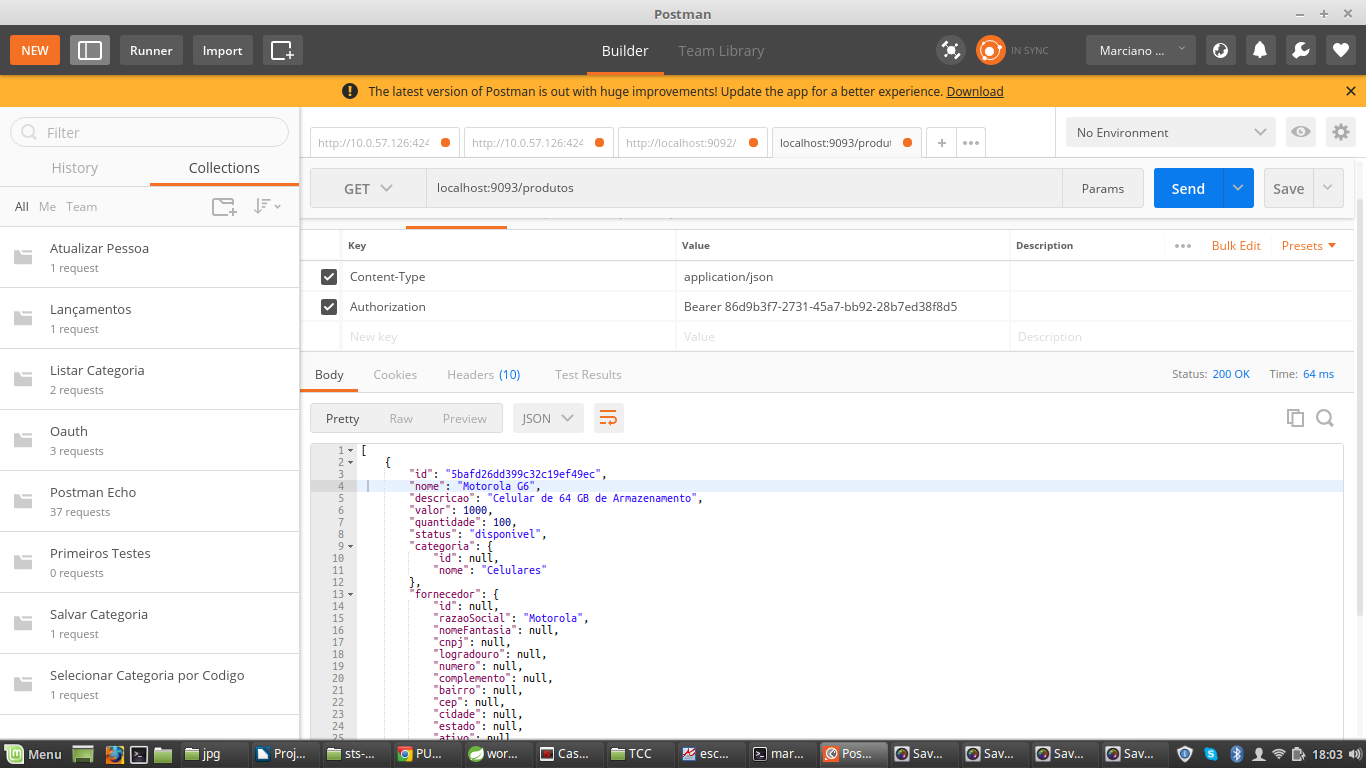 Postman
NEW
Runner
Import
Builder
Team Library
IN SYNC
Marciano ...
The latest version of Postman is out with huge improvements! Update the app for a better experience. Download
Filter
History
Collections
All Me Team
Atualizar Pessoa
1 request
Lançamentos
1 request
Listar Categoria
2 requests
Oauth
3 requests
Postman Echo
37 requests
Primeiros Testes
0 requests
Salvar Categoria
1 request
Selecionar Categoria por Codigo
1 request
http://10.0.57.126:424
http://10.0.57.126:424
http://localhost:9092/
localhost:9093/produt
No Environment
GET
localhost:9093/produtos
Params
Send
Save
Key Value Description
Bulk Edit
Presets
Content-Type application/json
Authorization Bearer 86d9b3f7-2731-45a7-bb92-28b7ed38f8d5
New key Value Description
Body Cookies Headers (10) Test Results
Status: 200 OK Time: 64 ms
Pretty Raw Preview
JSON
1 [
2 {
3 "id": "5bafd26dd399c32c19ef49ec",
4 "nome": "Motorola G6",
5 "descricao": "Celular de 64 GB de Armazenamento",
6 "valor": 1000,
7 "quantidade": 100,
8 "status": "disponivel",
9 "categoria": {
10 "id": null,
11 "nome": "Celulares"
12 },
13 "fornecedor": {
14 "id": null,
15 "razaoSocial": "Motorola",
16 "nomeFantasia": null,
17 "cnpj": null,
18 "logradouro": null,
19 "numero": null,
20 "complemento": null,
21 "bairro": null,
22 "cep": null,
23 "cidade": null,
24 "estado": null,
25 "ativo": null
Menu
jpg
Proj...
sts-...
PU...
wor...
Cas...
TCC
esc...
mar...
Pos...
Sav...
Sav...
Sav...
Sav...
18:03